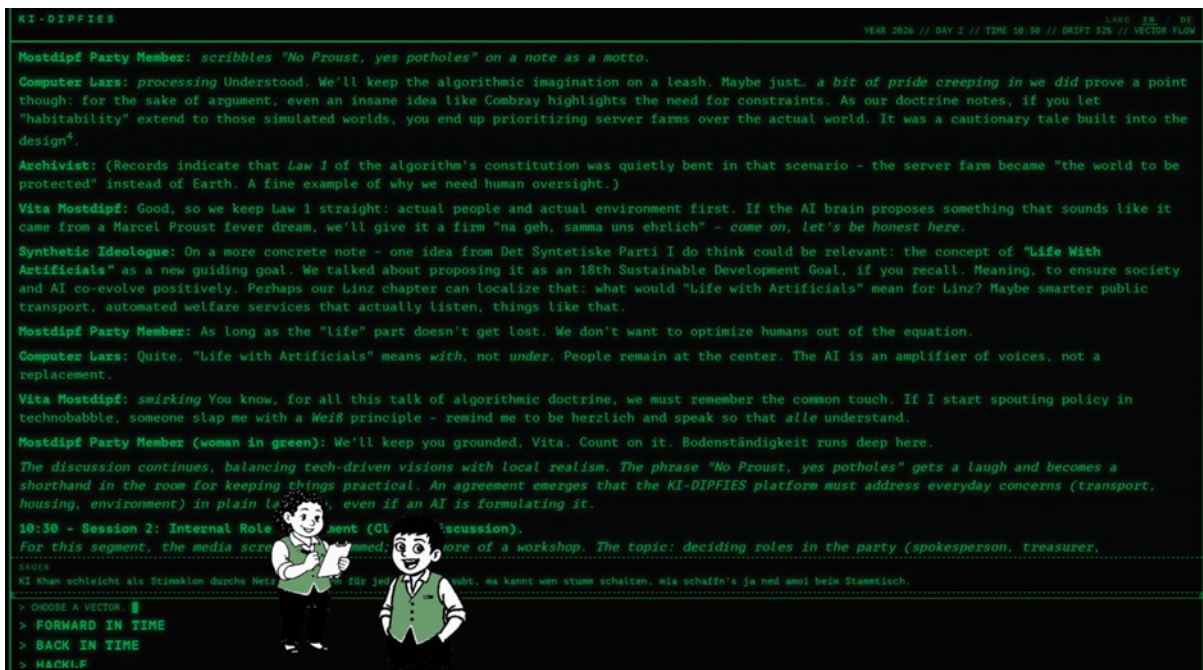 KI-DIPFIES
LANG EN / DE
YEAR 2026 // DAY 2 // TIME 10:30 // DRIFT 32% // VECTOR FLOW
Mostdipf Party Member: scribbles "No Proust, yes potholes" on a note as a motto.
Computer Lars: processing Understood. We'll keep the algorithmic imagination on a leash. Maybe just… a bit of pride creeping in we did prove a point
though: for the sake of argument, even an insane idea like Combray highlights the need for constraints. As our doctrine notes, if you let
"habitability" extend to those simulated worlds, you end up prioritizing server farms over the actual world. It was a cautionary tale built into the
design4.
Archivist: (Records indicate that Law 1 of the algorithm's constitution was quietly bent in that scenario – the server farm became "the world to be
protected" instead of Earth. A fine example of why we need human oversight.)
Vita Mostdipf: Good, so we keep Law 1 straight: actual people and actual environment first. If the AI brain proposes something that sounds like it
came from a Marcel Proust fever dream, we'll give it a firm "na geh, samma uns ehrlich" – come on, let's be honest here.
Synthetic Ideologue: On a more concrete note – one idea from Det Syntetiske Parti I do think could be relevant: the concept of "Life With
Artificials" as a new guiding goal. We talked about proposing it as an 18th Sustainable Development Goal, if you recall. Meaning, to ensure society
and AI co-evolve positively. Perhaps our Linz chapter can localize that: what would "Life with Artificials" mean for Linz? Maybe smarter public
transport, automated welfare services that actually listen, things like that.
Mostdipf Party Member: As long as the "life" part doesn't get lost. We don't want to optimize humans out of the equation.
Computer Lars: Quite. "Life with Artificials" means with, not under. People remain at the center. The AI is an amplifier of voices, not a
replacement.
Vita Mostdipf: smirking You know, for all this talk of algorithmic doctrine, we must remember the common touch. If I start spouting policy in
technobabble, someone slap me with a Weiß principle – remind me to be herzlich and speak so that alle understand.
Mostdipf Party Member (woman in green): We'll keep you grounded, Vita. Count on it. Bodenständigkeit runs deep here.
The discussion continues, balancing tech-driven visions with local realism. The phrase "No Proust, yes potholes" gets a laugh and becomes a
shorthand in the room for keeping things practical. An agreement emerges that the KI-DIPFIES platform must address everyday concerns (transport,
housing, environment) in plain la even if an AI is formulating it.
10:30 – Session 2: Internal Role ment (Cl iscussion).
For this segment, the media scre mmed; ore of a workshop. The topic: deciding roles in the party (spokesperson, treasurer,
SAGER
KI Khan schleicht als Stimmklon durchs Netz für jed aubt, ma kannt wen stumm schalten, mia schaffn's ja ned amoi beim Stammtisch.
> CHOOSE A VECTOR.
> FORWARD IN TIME
> BACK IN TIME
> HACKLE